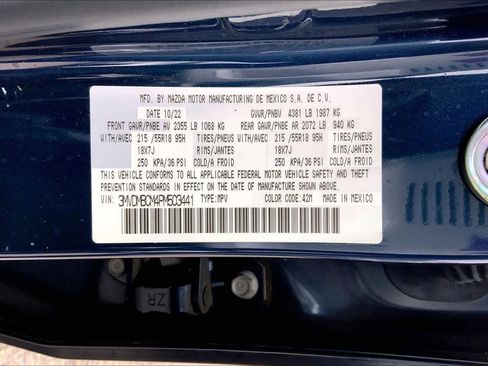 MFD. BY MAZDA MOTOR MANUFACTURING DE MEXICO S.A. DE C.V.
DATE 10/22 GVWR/PNBV 4381 LB 1987 KG
FRONT GAWR/PNBE AV 2355 LB 1068 KG REAR GAWR/PNBE AR 2072 LB 940 KG
WITH/AVEC 215 /55R18 95H TIRES/PNEUS WITH/AVEC 215 /55R18 95H TIRES/PNEUS
18X7J RIMS/JANTES 18X7J RIMS/JANTES
250 KPA/36 PSI COLD/A FROID 250 KPA/36 PSI COLD/A FROID
THIS VEHICLE CONFORMS TO ALL APPLICABLE FEDERAL MOTOR VEHICLE SAFETY AND THEFT
PREVENTION STANDARDS IN EFFECT ON THE DATE OF MANUFACTURE SHOWN ABOVE.
VIN: 3MVDMBCM4PM503441 TYPE: MPV COLOR CODE: 42M MADE IN MEXICO
ZR